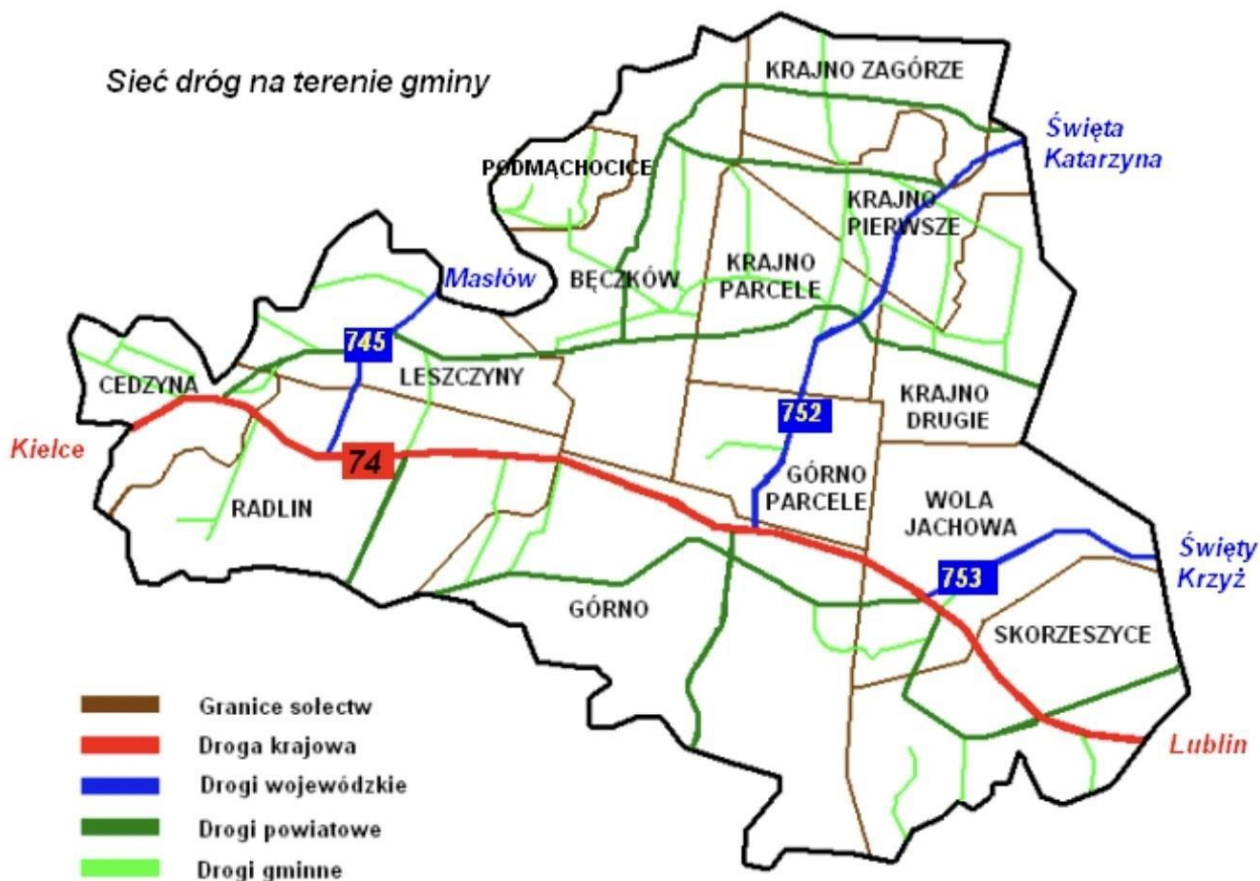 Sieć dróg na terenie gminy
KRAJNO ZAGÓRZE
Święta
Katarzyna
PODMĄCHOCICE
KRAJNO
PIERWSZE
Masłów
BĘCZKÓW
KRAJNO
PARCELE
745
CEDZYNA
LESZCZYNY
KRAJNO
DRUGIE
752
Kielce
74
GÓRNO
PARCELE
RADLIN
WOLA
JACHOWA
Święty
Krzyż
753
GÓRNO
SKORZESZYCE
Lublin
Granice sołectw
Droga krajowa
Drogi wojewódzkie
Drogi powiatowe
Drogi gminne